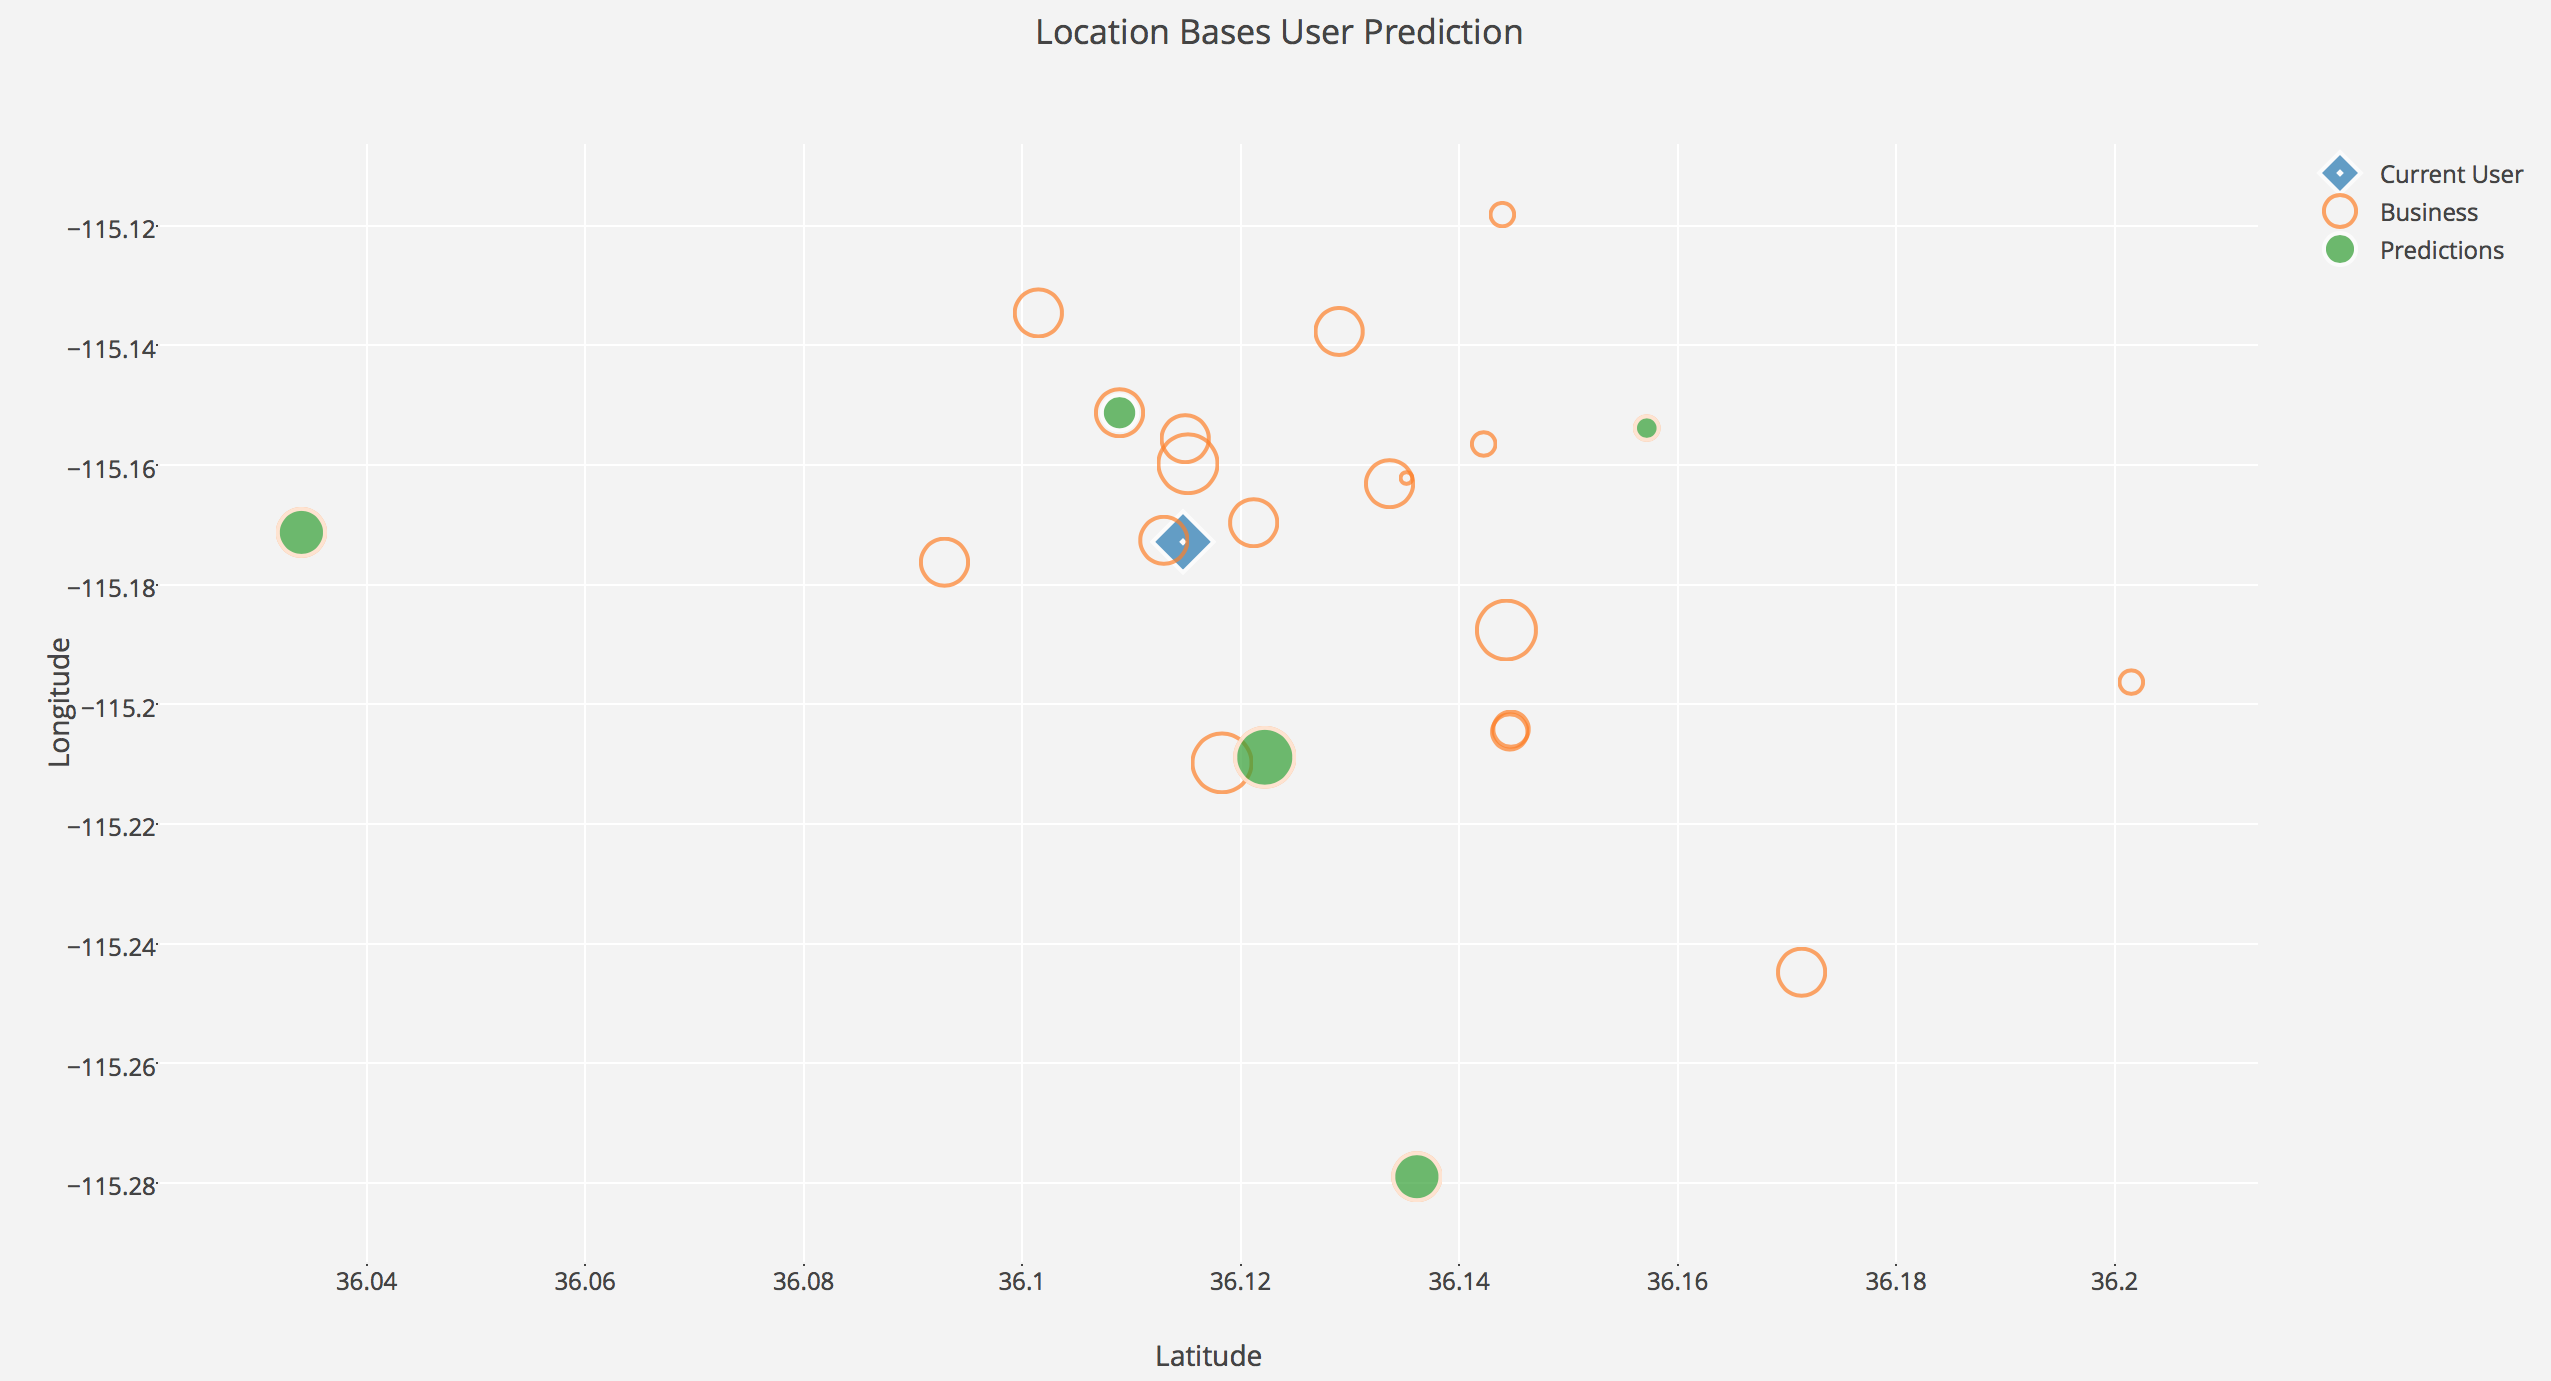 Location Bases User Prediction
Current User
Business
Predictions
−115.12
−115.14
−115.16
−115.18
−115.2
−115.22
−115.24
−115.26
−115.28
Longitude
36.04 36.06 36.08 36.1 36.12 36.14 36.16 36.18 36.2
Latitude